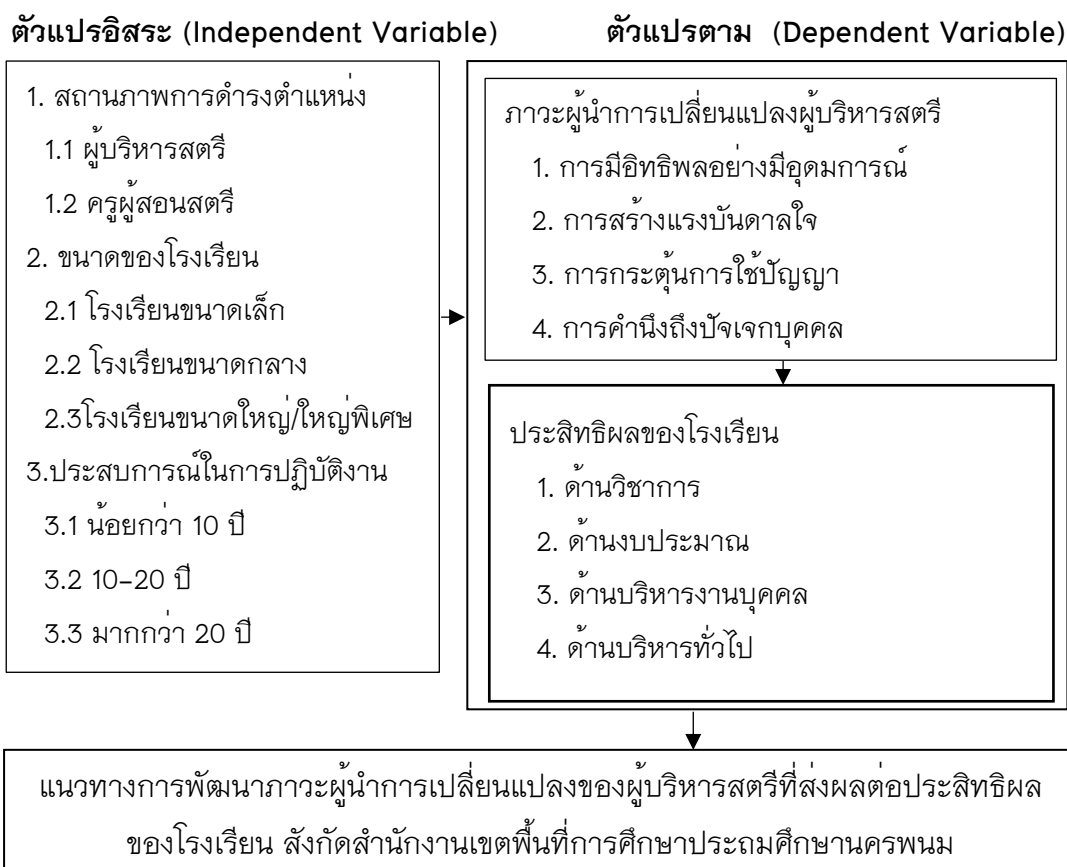 ตัวแปรอิสระ (Independent Variable)
1. สถานภาพการดำรงตำแหน่ง
1.1 ผู้บริหารสตรี
1.2 ครูผู้สอนสตรี
2. ขนาดของโรงเรียน
2.1 โรงเรียนขนาดเล็ก
2.2 โรงเรียนขนาดกลาง
2.3โรงเรียนขนาดใหญ่/ใหญ่พิเศษ
3.ประสบการณ์ในการปฏิบัติงาน
3.1 น้อยกว่า 10 ปี
3.2 10–20 ปี
3.3 มากกว่า 20 ปี
ตัวแปรตาม (Dependent Variable)
ภาวะผู้นำการเปลี่ยนแปลงผู้บริหารสตรี
1. การมีอิทธิพลอย่างมีอุดมการณ์
2. การสร้างแรงบันดาลใจ
3. การกระตุ้นการใช้ปัญญา
4. การคำนึงถึงปัจเจกบุคคล
ประสิทธิผลของโรงเรียน
1. ด้านวิชาการ
2. ด้านงบประมาณ
3. ด้านบริหารงานบุคคล
4. ด้านบริหารทั่วไป
แนวทางการพัฒนาภาวะผู้นำการเปลี่ยนแปลงของผู้บริหารสตรีที่ส่งผลต่อประสิทธิผล
ของโรงเรียน สังกัดสำนักงานเขตพื้นที่การศึกษาประถมศึกษานครพนม